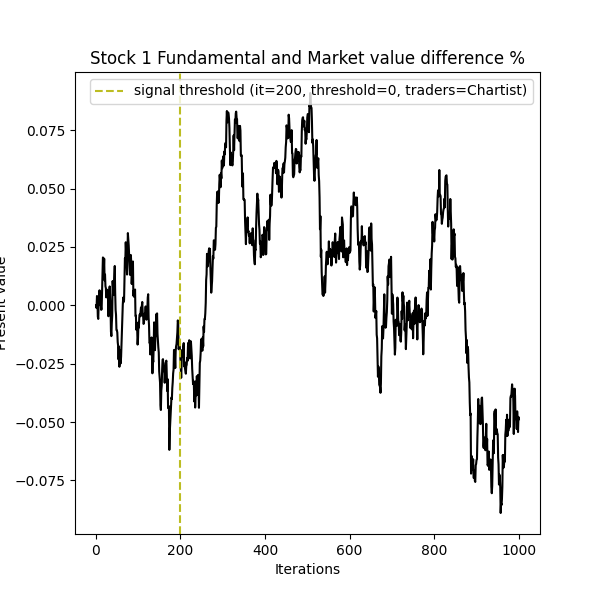 Stock 1 Fundamental and Market value difference %
signal threshold (it=200, threshold=0, traders=Chartist)
0.075
0.050
0.025
0.000
−0.025
−0.050
−0.075
Present value
0 200 400 600 800 1000
Iterations